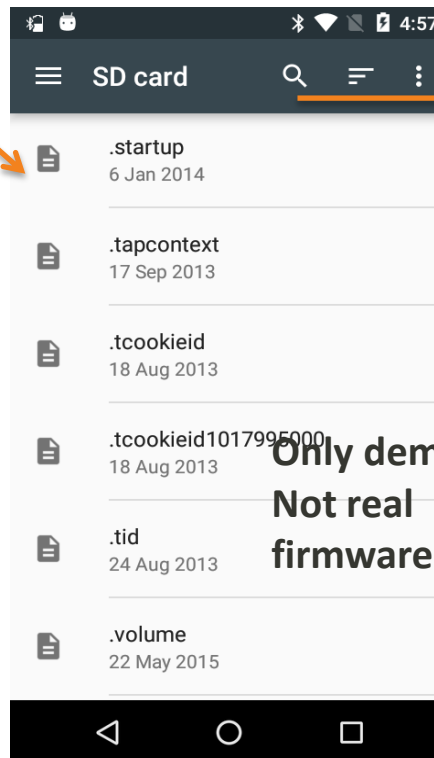 4:57
SD card
.startup
6 Jan 2014
.tapcontext
17 Sep 2013
.tcookieid
18 Aug 2013
.tcookieid1017995000
18 Aug 2013
Only dem
Not real
firmware
.tid
24 Aug 2013
.volume
22 May 2015